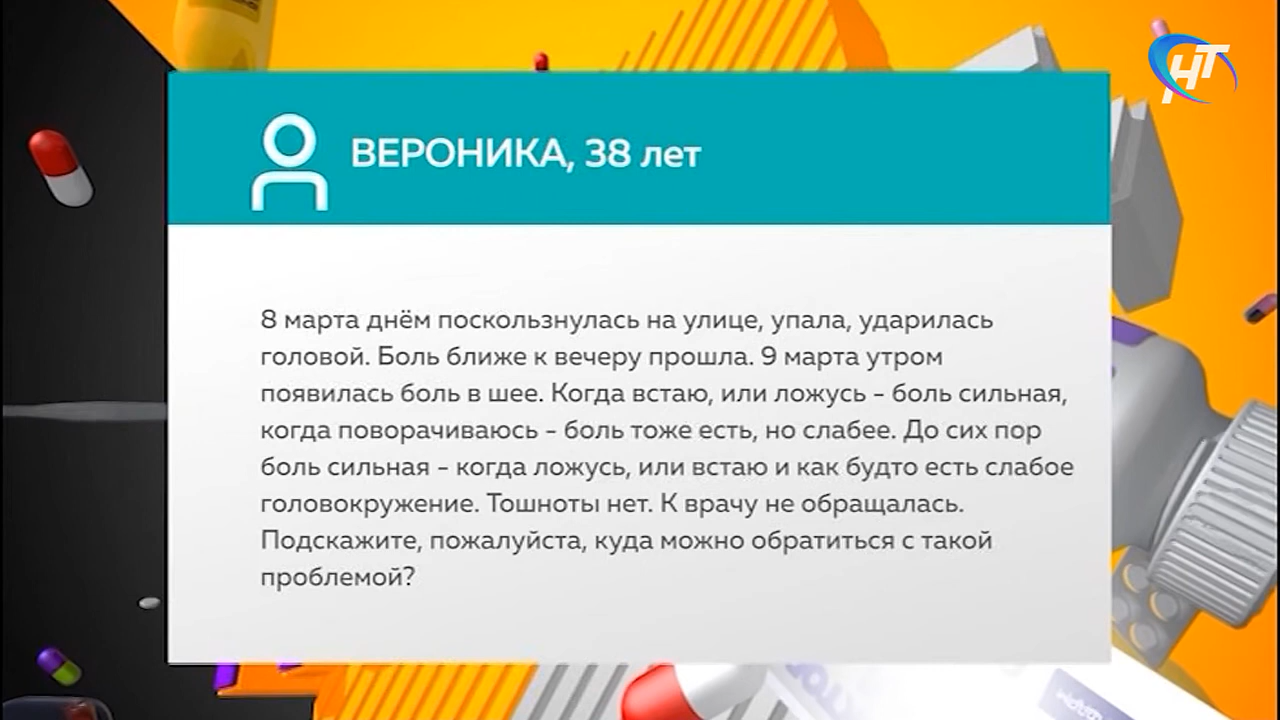 НТ
ВЕРОНИКА, 38 лет
8 марта днём поскользнулась на улице, упала, ударилась
головой. Боль ближе к вечеру прошла. 9 марта утром
появилась боль в шее. Когда встаю, или ложусь - боль сильная,
когда поворачиваюсь - боль тоже есть, но слабее. До сих пор
боль сильная - когда ложусь, или встаю и как будто есть слабое
головокружение. Тошноты нет. К врачу не обращалась.
Подскажите, пожалуйста, куда можно обратиться с такой
проблемой?